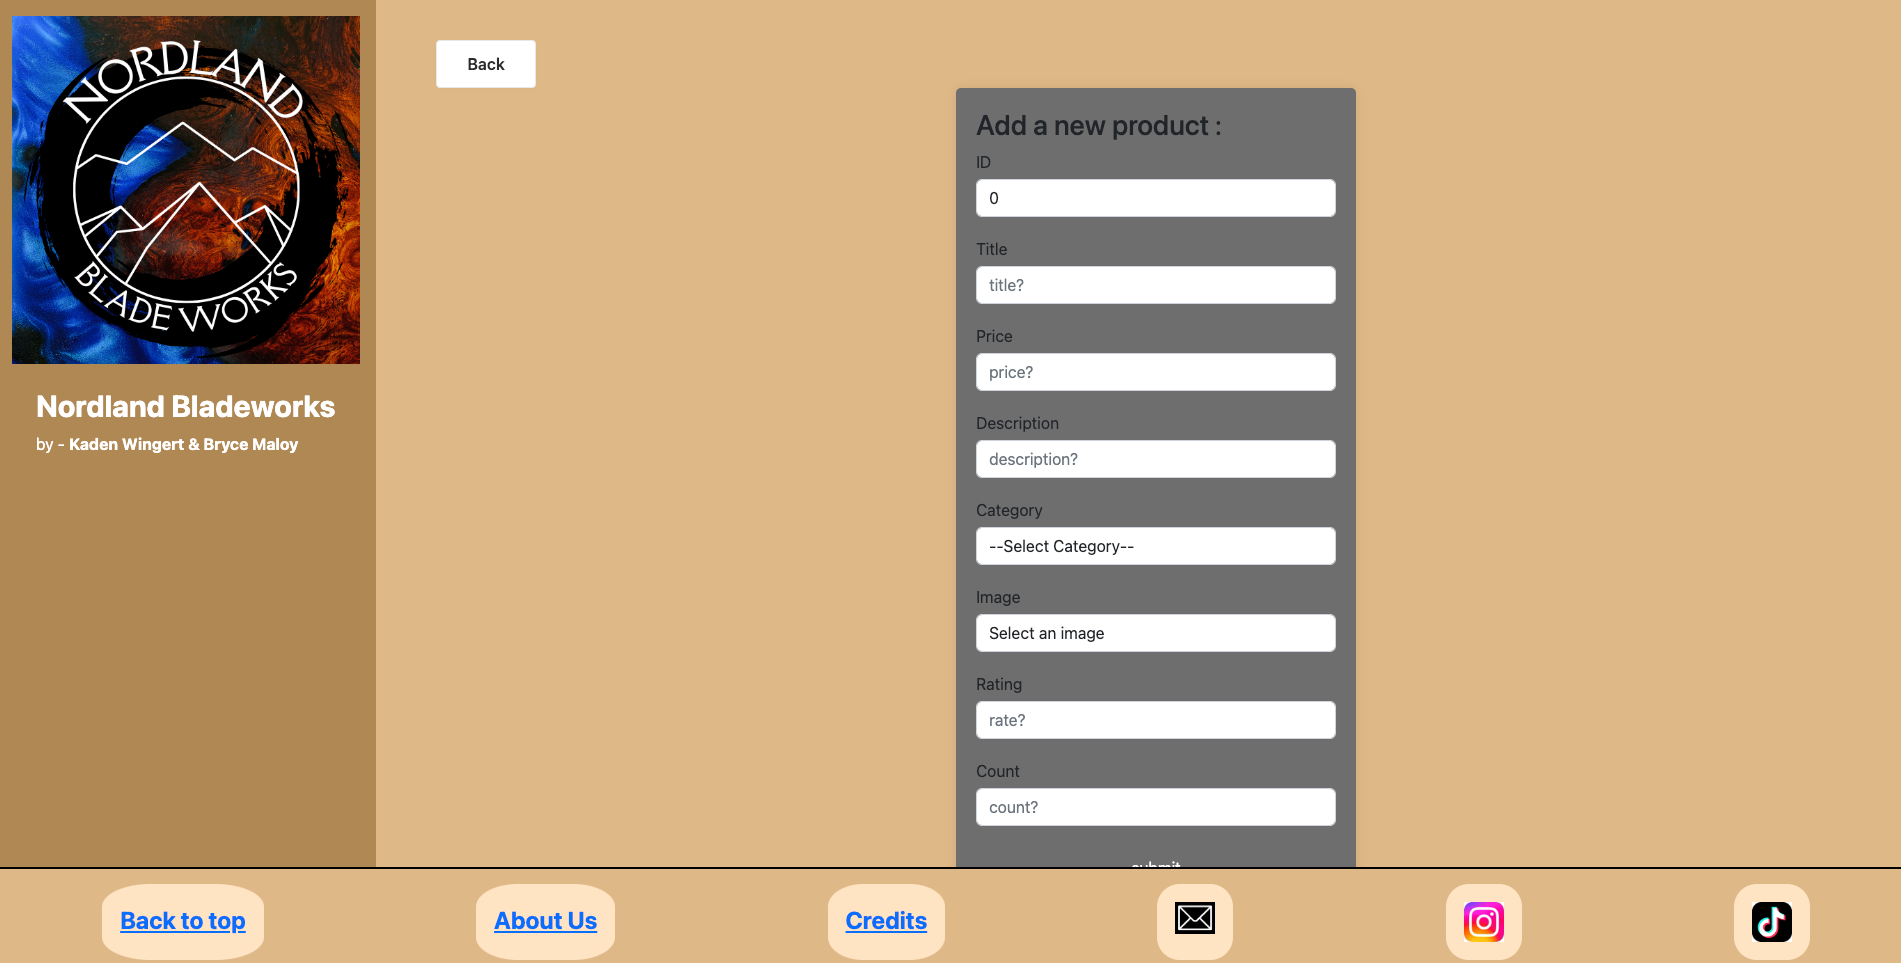 NORDLAND
BLADE WORKS
Nordland Bladeworks
by - Kaden Wingert & Bryce Maloy
Back
Add a new product :
ID
0
Title
title?
Price
price?
Description
description?
Category
--Select Category--
Image
Select an image
Rating
rate?
Count
count?
submit
Back to top
About Us
Credits